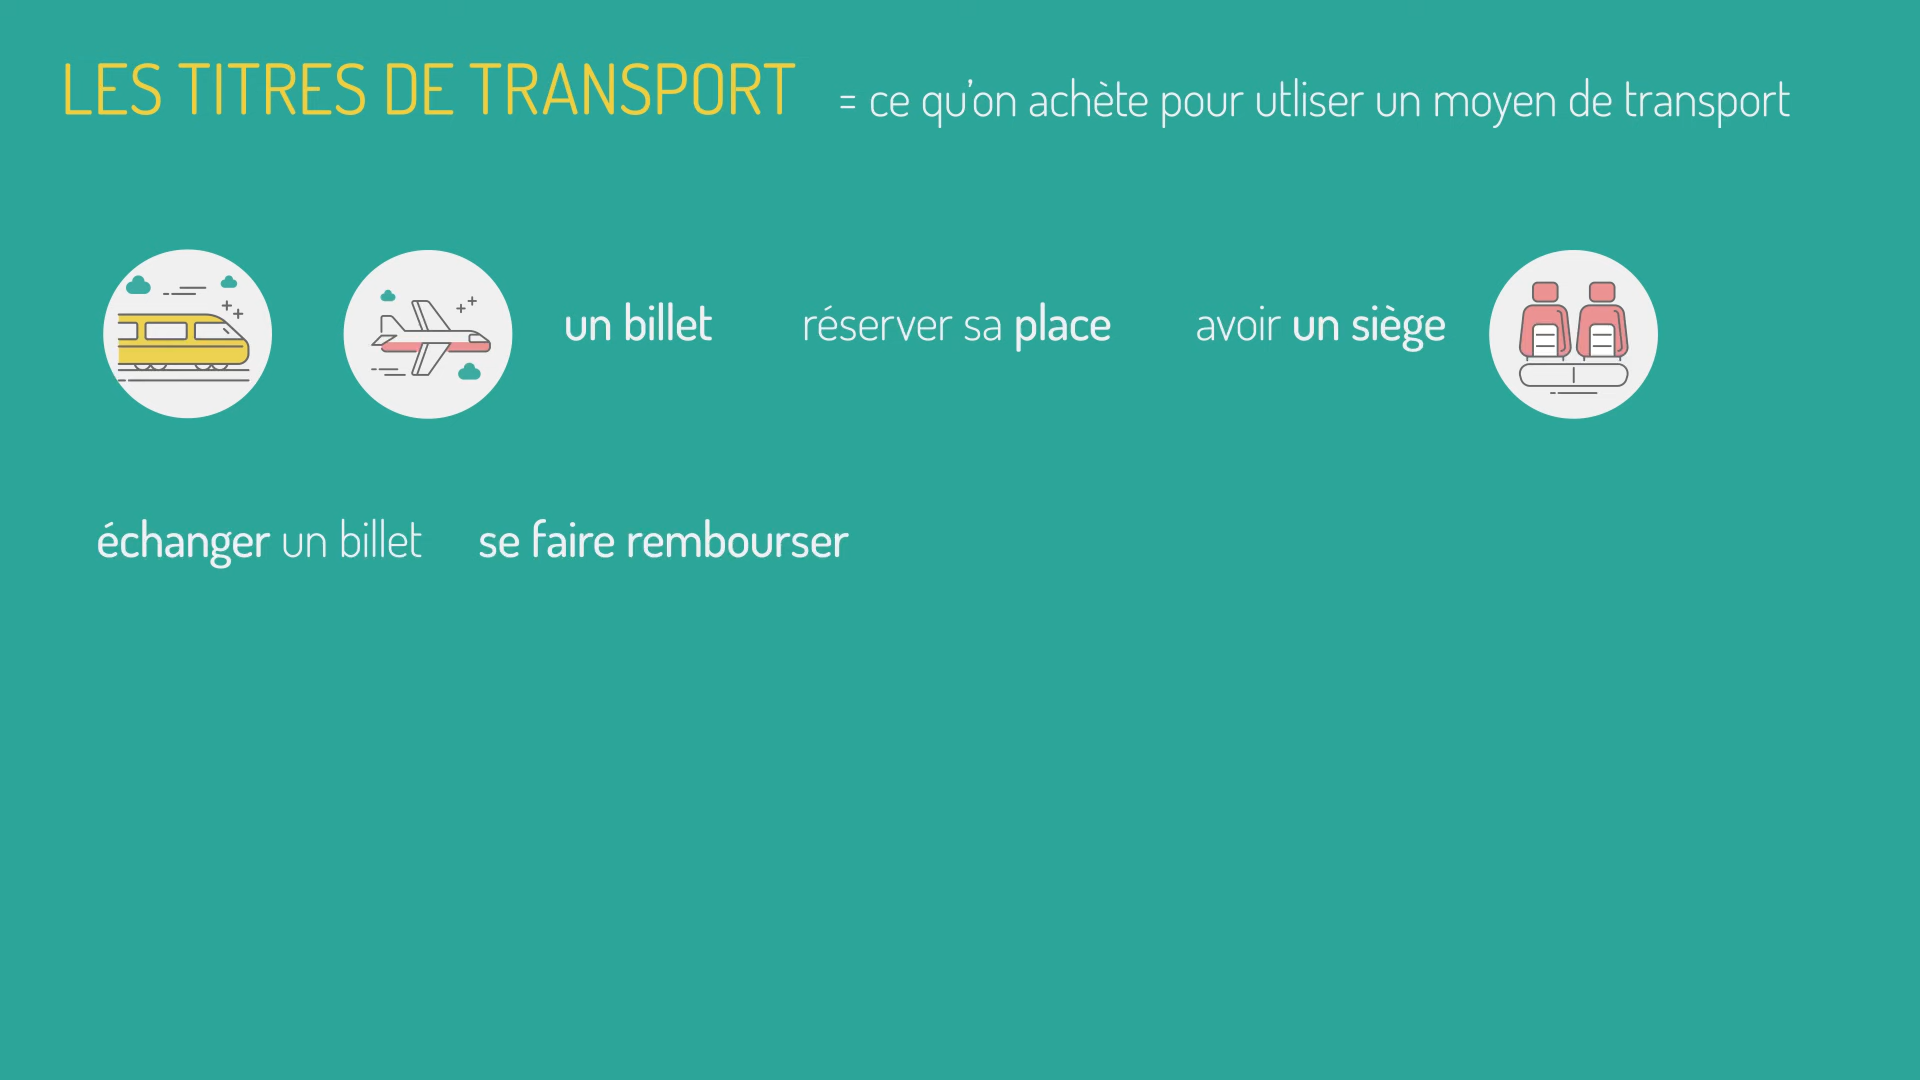 LES TITRES DE TRANSPORT = ce qu'on achète pour utliser un moyen de transport
un billet réserver sa place avoir un siège
échanger un billet se faire rembourser